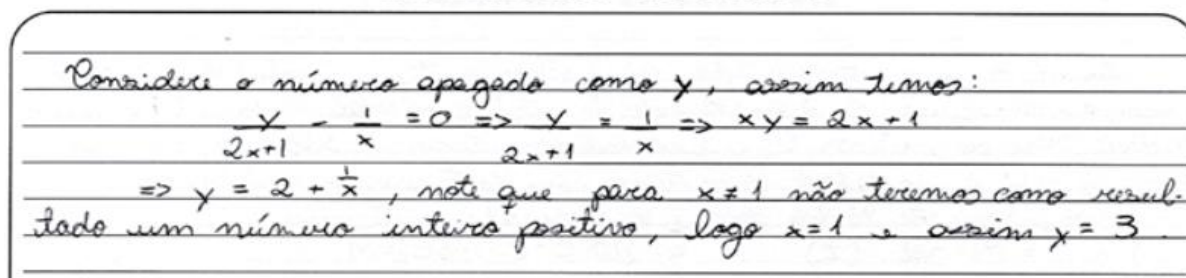 Considere o número apagado como y, assim temos:
y/(2x+1) - 1/x = 0 => y/(2x+1) = 1/x => xy = 2x+1
=> y = 2 + 1/x, note que para x ≠ 1 não teremos como resul-
tado um número inteiro positivo, logo x=1 e assim y = 3.